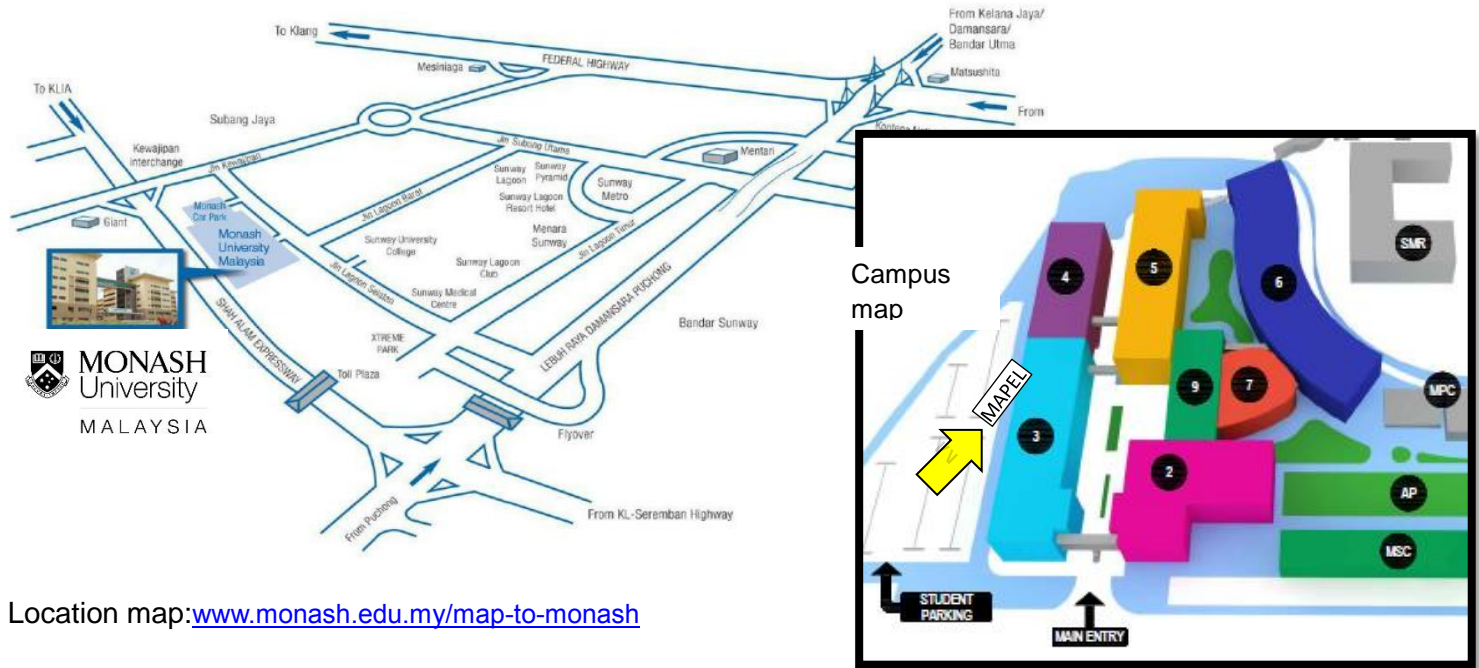 From Kelana Jaya/
Damansara/
Bandar Utma
To Klang
FEDERAL HIGHWAY
Mesiniaga
Matsushita
To KLIA
From
Subang Jaya
Kewajipan
Interchange
Jln Kewajipan
Jln Subang Utama
Mentari
Sunway
Lagoon
Sunway
Pyramid
Sunway
Metro
Sunway Lagoon
Resort Hotel
Jln Lagoon Barat
Monash
Car Park
Giant
Monash
University
Malaysia
Menara
Sunway
Jln Lagoon Timur
Sunway University
College
Sunway Lagoon
Club
Jln Lagoon Selatan
Sunway Medical
Centre
SHAH ALAM EXPRESSWAY
XTREME
PARK
LEBUH RAYA DAMANSARA PUCHONG
Bandar Sunway
Toll Plaza
Flyover
From Puchong
From KL-Seremban Highway
MONASH
University
MALAYSIA
Campus
map
SMR
4
5
6
MAPEL
9
7
MPC
3
2
AP
MSC
STUDENT
PARKING
MAIN ENTRY
Location map:www.monash.edu.my/map-to-monash